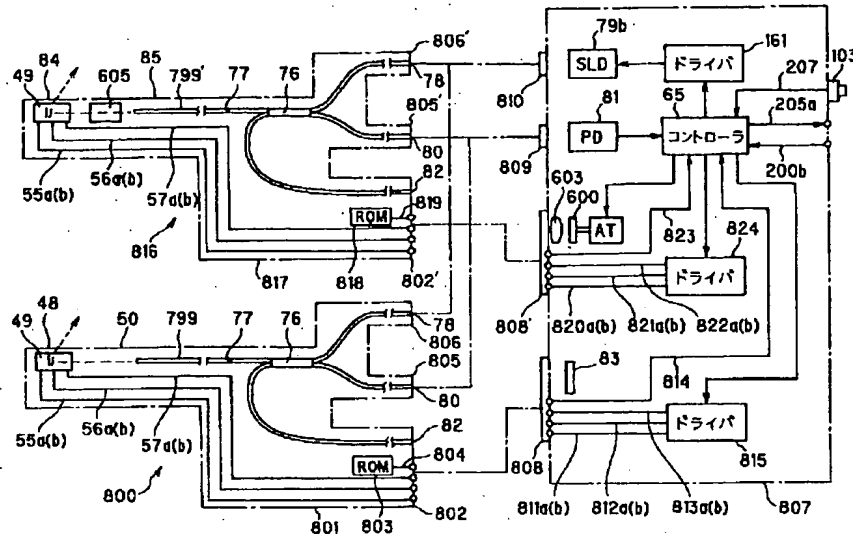 84
49
605
85
799'
77
76
806'
78
805'
80
82
819
ROM
818
802'
55a(b)
56a(b)
57a(b)
816
817
48
49
50
799
77
76
78
806
805
80
82
804
ROM
803
802
55a(b)
56a(b)
57a(b)
800
801
79b
SLD
810
161
ドライバ
103
207
81
PD
809
65
コントローラ
205a
200b
603
600
AT
823
824
ドライバ
808'
820a(b)
821a(b)
822a(b)
83
814
ドライバ
815
808
811a(b)
812a(b)
813a(b)
807